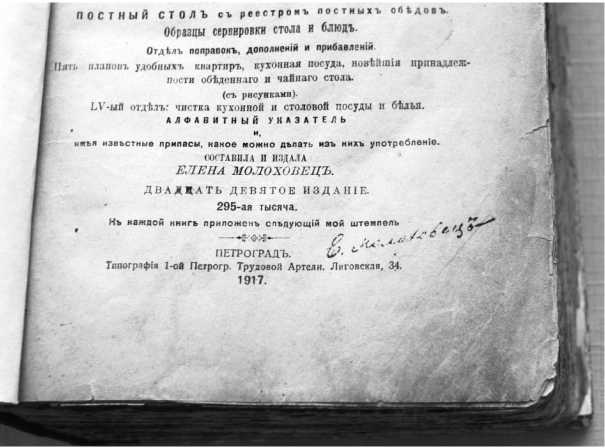 ПОСТНЫЙ СТОЛЪ съ реестромъ постныхъ обѣдовъ.
Образцы сервировки стола и блюдъ.
Отдѣлъ поправокъ, дополненій и прибавленій.
Пять плановъ удобныхъ квартиръ, кухонная посуда, новѣйшія принадлеж-
ности обѣденнаго и чайнаго стола.
(съ рисунками).
LV-ый отдѣлъ: чистка кухонной и столовой посуды и бѣлья.
АЛФАВИТНЫЙ УКАЗАТЕЛЬ
и,
имѣя извѣстные припасы, какое можно дѣлать изъ нихъ употребленіе.
СОСТАВИЛА И ИЗДАЛА
ЕЛЕНА МОЛОХОВЕЦЪ.
ДВАДЦАТЬ ДЕВЯТОЕ ИЗДАНІЕ.
295-ая тысяча.
Къ каждой книгѣ приложенъ слѣдующій мой штемпель
Е. Молоховецъ
ПЕТРОГРАДЪ.
Типографія 1-ой Петрогр. Трудовой Артели. Лиговская, 34.
1917.